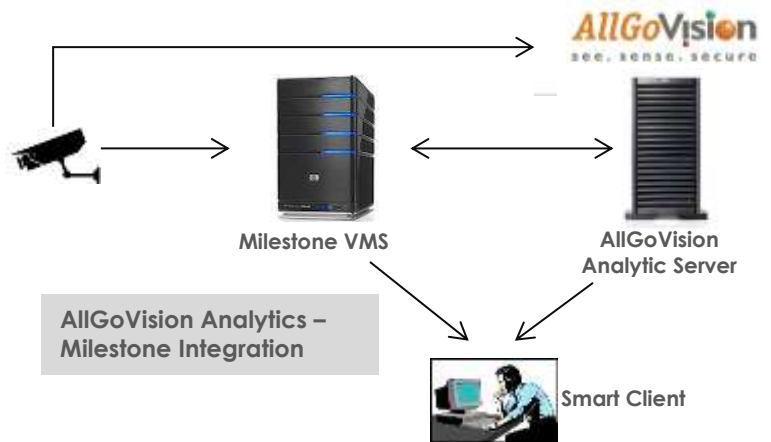 AllGoVision
see. sense. secure
Milestone VMS
AllGoVision
Analytic Server
AllGoVision Analytics –
Milestone Integration
Smart Client